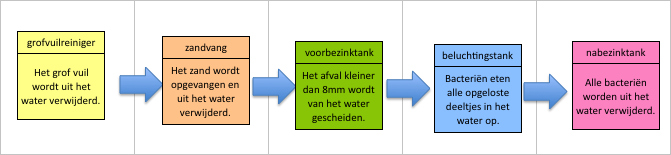 grofvuilreiniger
Het grof vuil
wordt uit het
water verwijderd.
zandvang
Het zand wordt
opgevangen en
uit het water
verwijderd.
voorbezinktank
Het afval kleiner
dan 8mm wordt
van het water
gescheiden.
beluchtingstank
Bacteriën eten
alle opgeloste
deeltjes in het
water op.
nabezinktank
Alle bacteriën
worden uit het
water verwijderd.